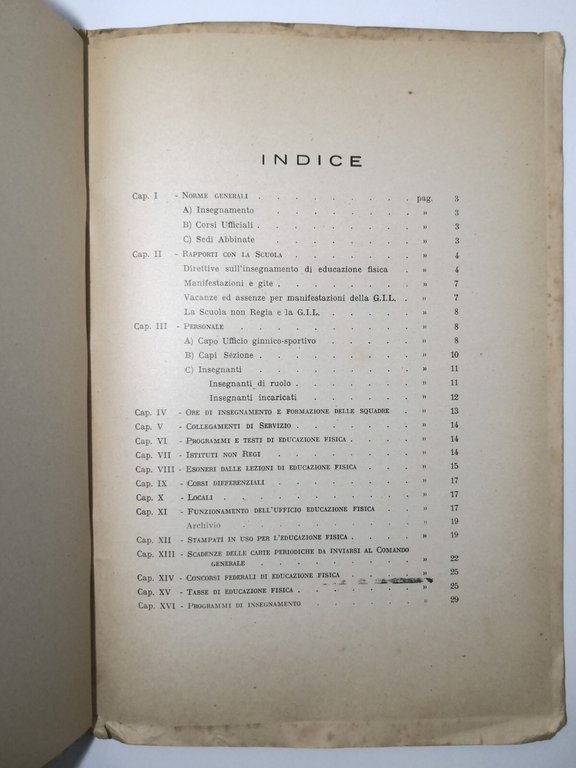 INDICE
Cap. I - Norme generali . . . . . . . . pag. 3
A) Insegnamento . . . . . . . „ 3
B) Corsi Ufficiali . . . . . . . „ 3
C) Sedi Abbinate . . . . . . . „ 3
Cap. II - Rapporti con la Scuola . . . . . . „ 4
Direttive sull'insegnamento di educazione fisica . . „ 4
Manifestazioni e gite . . . . . . „ 7
Vacanze ed assenze per manifestazioni della G.I.L. . . „ 7
La Scuola non Regia e la G.I.L. . . . . . „ 8
Cap. III - Personale . . . . . . . . „ 8
A) Capo Ufficio ginnico-sportivo . . . . . „ 8
B) Capi Sézione . . . . . . . „ 10
C) Insegnanti . . . . . . . „ 11
Insegnanti di ruolo . . . . . . „ 11
Insegnanti incaricati . . . . . . „ 12
Cap. IV - Ore di insegnamento e formazione delle squadre . . „ 13
Cap. V - Collegamenti di Servizio . . . . . . „ 14
Cap. VI - Programmi e testi di educazione fisica . . . . „ 14
Cap. VII - Istituti non Regi . . . . . . . „ 14
Cap. VIII - Esoneri dalle lezioni di educazione fisica . . . „ 15
Cap. IX - Corsi differenziali . . . . . . . „ 17
Cap. X - Locali . . . . . . . . „ 17
Cap. XI - Funzionamento dell'ufficio educazione fisica . . . „ 17
Archivio . . . . . . . . „ 19
Cap. XII - Stampati in uso per l'educazione fisica . . . . „ 19
Cap. XIII - Scadenze delle carte periodiche da inviarsi al Comando
generale . . . . . . . „ 22
Cap. XIV - Concorsi federali di educazione fisica . . . . „ 25
Cap. XV - Tasse di educazione fisica . . . . . . „ 25
Cap. XVI - Programmi di insegnamento . . . . . „ 29